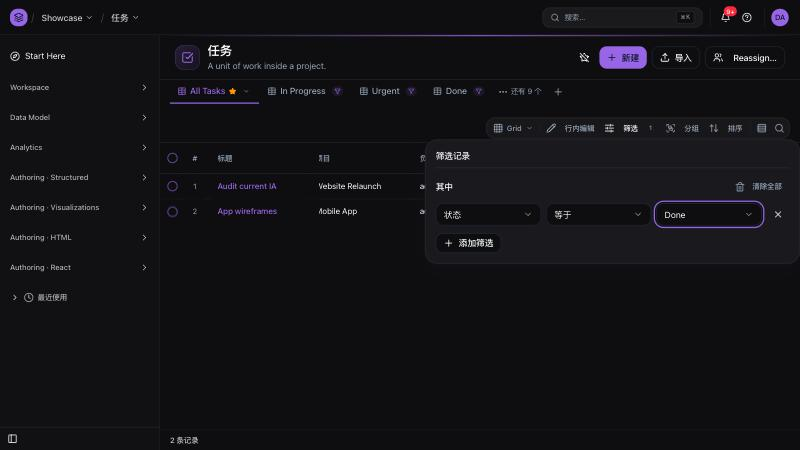 Showcase / 任务
搜索...
⌘K
9+
DA
Start Here
Workspace
Data Model
Analytics
Authoring · Structured
Authoring · Visualizations
Authoring · HTML
Authoring · React
最近使用
任务
A unit of work inside a project.
新建
导入
Reassign...
All Tasks
In Progress
Urgent
Done
还有 9 个
Grid
行内编辑
筛选 1
分组
排序
# 标题
1 Audit current IA Website Relaunch
2 App wireframes Mobile App
筛选记录
其中
清除全部
状态
等于
Done
添加筛选
2 条记录